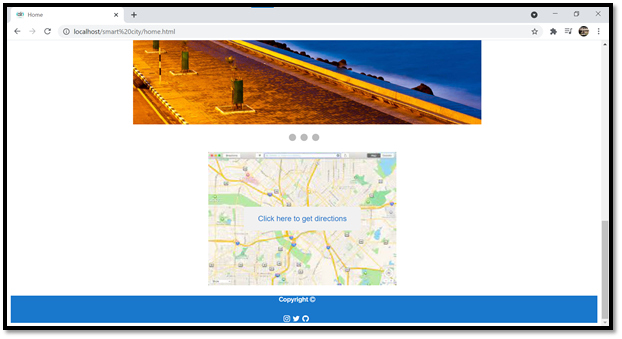 Home
localhost/smart%20city/home.html
Click here to get directions
Copyright ©